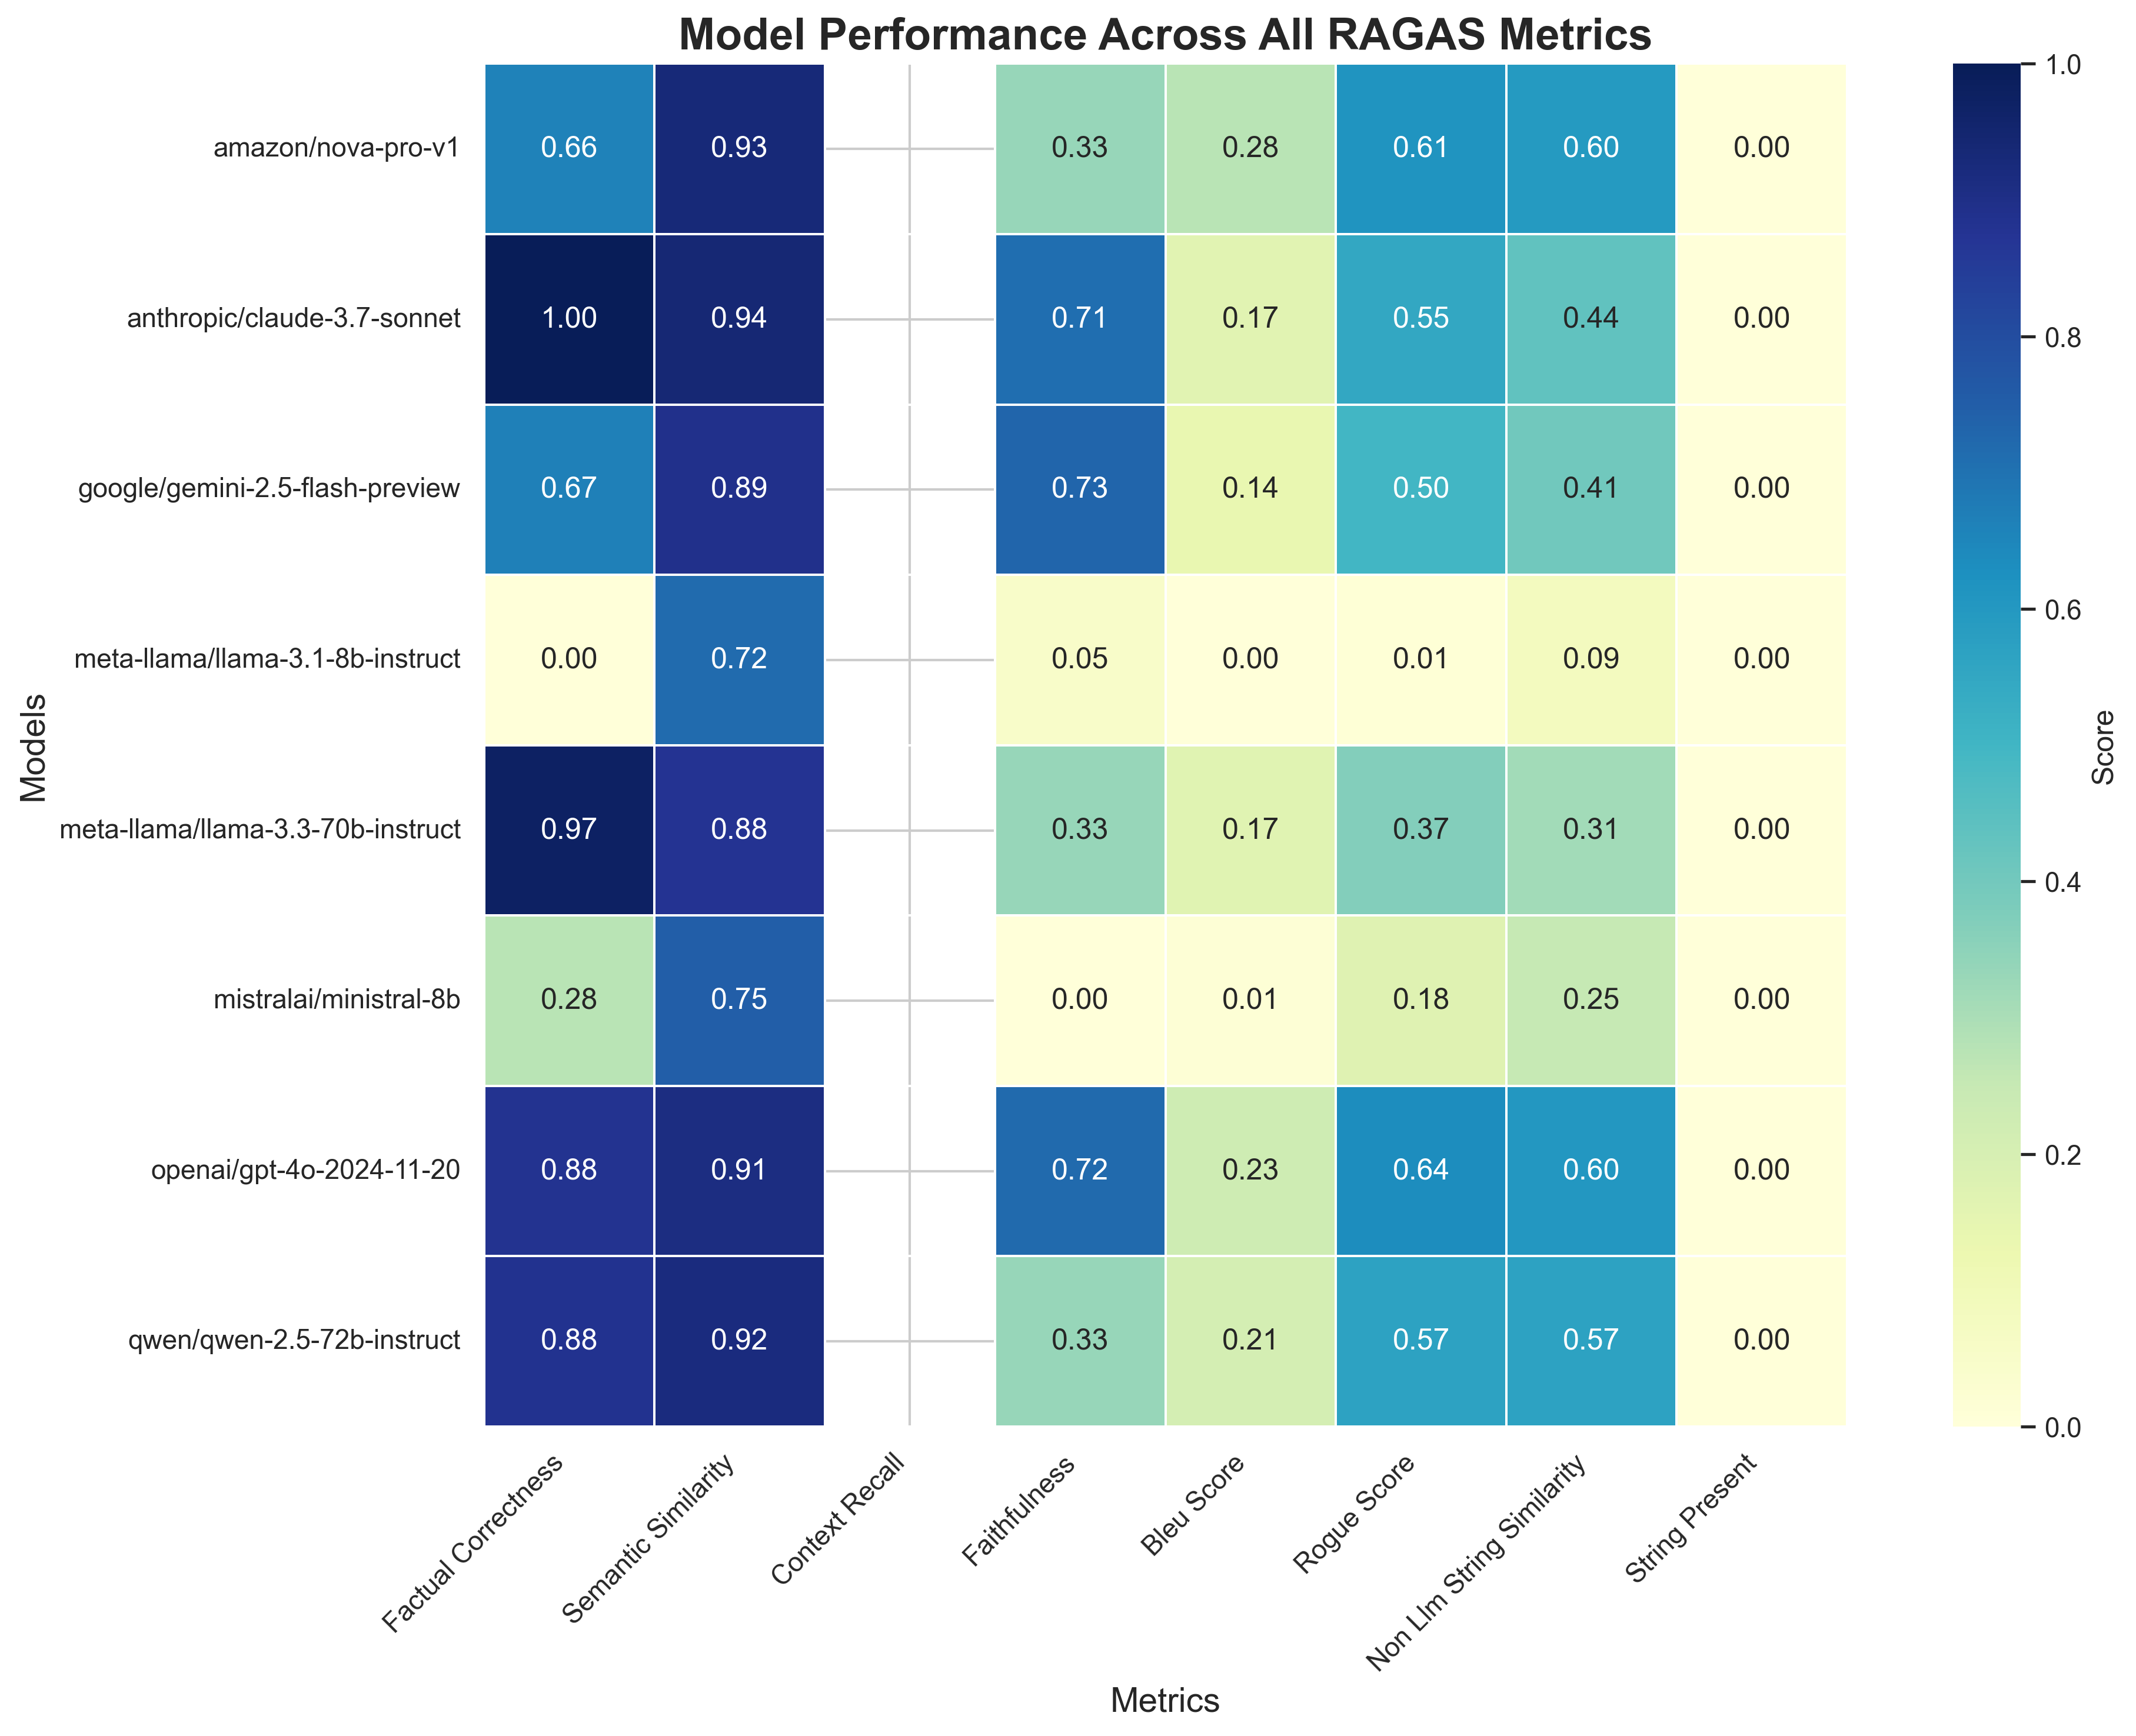 Model Performance Across All RAGAS Metrics
Models
amazon/nova-pro-v1 0.66 0.93 0.33 0.28 0.61 0.60 0.00
anthropic/claude-3.7-sonnet 1.00 0.94 0.71 0.17 0.55 0.44 0.00
google/gemini-2.5-flash-preview 0.67 0.89 0.73 0.14 0.50 0.41 0.00
meta-llama/llama-3.1-8b-instruct 0.00 0.72 0.05 0.00 0.01 0.09 0.00
meta-llama/llama-3.3-70b-instruct 0.97 0.88 0.33 0.17 0.37 0.31 0.00
mistralai/ministral-8b 0.28 0.75 0.00 0.01 0.18 0.25 0.00
openai/gpt-4o-2024-11-20 0.88 0.91 0.72 0.23 0.64 0.60 0.00
qwen/qwen-2.5-72b-instruct 0.88 0.92 0.33 0.21 0.57 0.57 0.00
Factual Correctness
Semantic Similarity
Context Recall
Faithfulness
Bleu Score
Rogue Score
Non Llm String Similarity
String Present
Metrics
1.0
0.8
0.6
0.4
0.2
0.0
Score